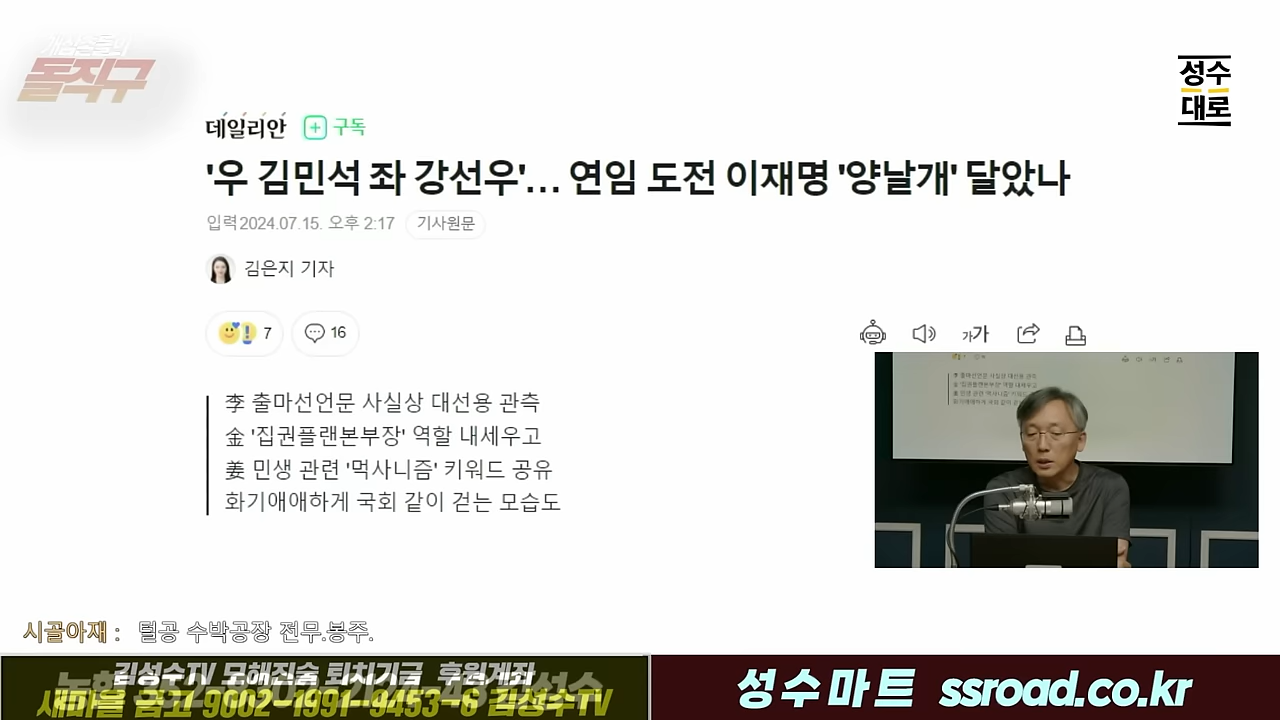 돌직구
성수
대로
데일리안 구독
'우 김민석 좌 강선우'… 연임 도전 이재명 '양날개' 달았나
입력2024.07.15. 오후 2:17 기사원문
김은지 기자
7 16
가가
李 출마선언문 사실상 대선용 관측
金 '집권플랜본부장' 역할 내세우고
姜 민생 관련 '먹사니즘' 키워드 공유
화기애애하게 국회 같이 걷는 모습도
시골아재 : 털공 수박공장 전무.봉주.
김성수TV 모해진술 퇴치기금 후원계좌
새마을 금고 9002-1991-9453-6 김성수TV
성수마트 ssroad.co.kr